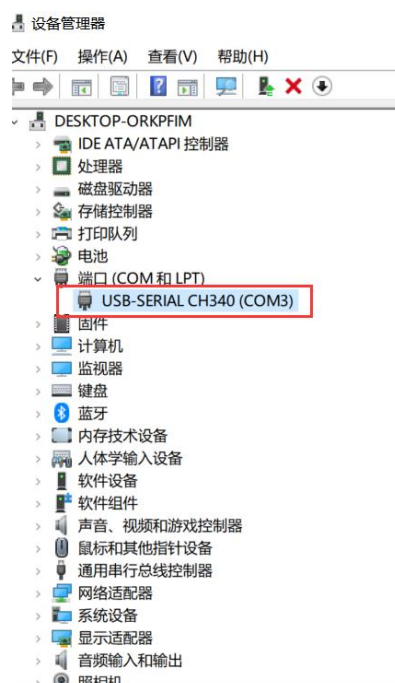 设备管理器
文件(F) 操作(A) 查看(V) 帮助(H)
DESKTOP-ORKPFIM
IDE ATA/ATAPI 控制器
处理器
磁盘驱动器
存储控制器
打印队列
电池
端口 (COM 和 LPT)
USB-SERIAL CH340 (COM3)
固件
计算机
监视器
键盘
蓝牙
内存技术设备
人体学输入设备
软件设备
软件组件
声音、视频和游戏控制器
鼠标和其他指针设备
通用串行总线控制器
网络适配器
系统设备
显示适配器
音频输入和输出
照相机